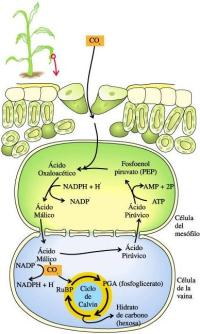 CO
Ácido
Oxaloacético
Fosfoenol
piruvato (PEP)
NADPH + H
NADP
AMP + 2P
ATP
Ácido
Málico
Ácido
Pirúvico
Célula
del
mesófilo
Ácido
Málico
Ácido
Pirúvico
NADP
CO
NADPH + H
RuBP
Ciclo
de
Calvin
PGA (fosfoglicerato)
Hidrato
de carbono
(hexosa)
Célula
de la
vaina